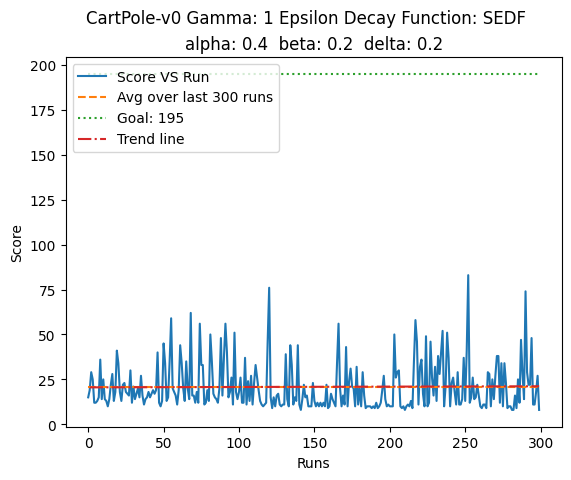 CartPole-v0 Gamma: 1 Epsilon Decay Function: SEDF
alpha: 0.4 beta: 0.2 delta: 0.2
Score VS Run
Avg over last 300 runs
Goal: 195
Trend line
Score
200
175
150
125
100
75
50
25
0
0 50 100 150 200 250 300
Runs